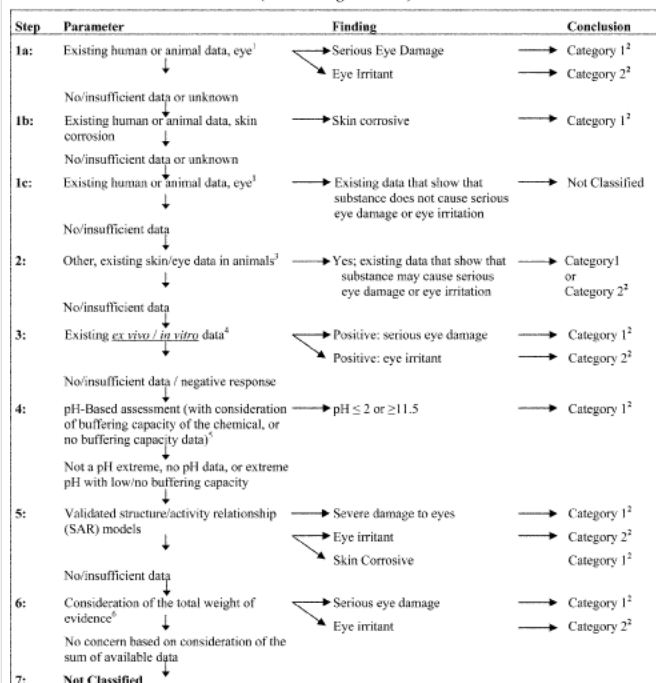 Step Parameter Finding Conclusion
1a: Existing human or animal data, eye¹ Serious Eye Damage Category 1²
Eye Irritant Category 2²
No/insufficient data or unknown
1b: Existing human or animal data, skin Skin corrosive Category 1²
corrosion
No/insufficient data or unknown
1c: Existing human or animal data, eye¹ Existing data that show that Not Classified
substance does not cause serious
eye damage or eye irritation
No/insufficient data
2: Other, existing skin/eye data in animals³ Yes; existing data that show that Category1
substance may cause serious or
eye damage or eye irritation Category 2²
No/insufficient data
3: Existing ex vivo / in vitro data⁴ Positive: serious eye damage Category 1²
Positive: eye irritant Category 2²
No/insufficient data / negative response
4: pH-Based assessment (with consideration pH ≤ 2 or ≥11.5 Category 1²
of buffering capacity of the chemical, or
no buffering capacity data)⁵
Not a pH extreme, no pH data, or extreme
pH with low/no buffering capacity
5: Validated structure/activity relationship Severe damage to eyes Category 1²
(SAR) models Eye irritant Category 2²
Skin Corrosive Category 1²
No/insufficient data
6: Consideration of the total weight of Serious eye damage Category 1²
evidence⁶ Eye irritant Category 2²
No concern based on consideration of the
sum of available data
7: Not Classified